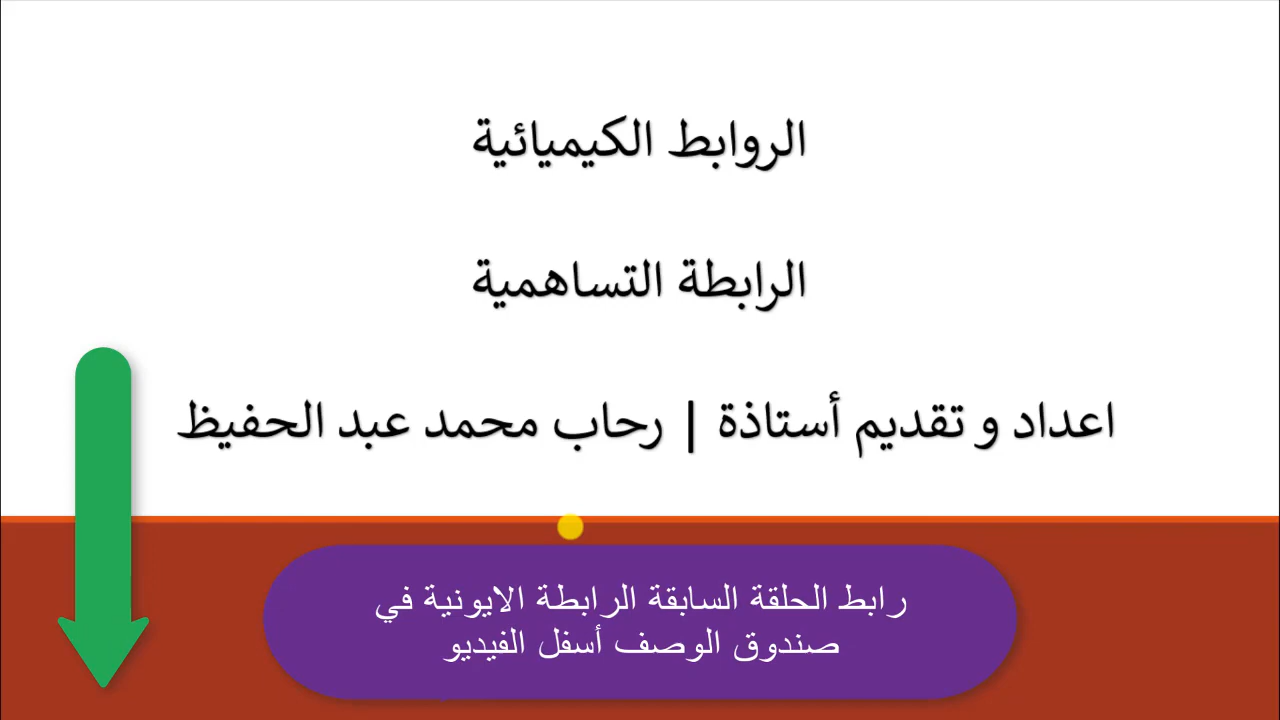 الروابط الكيميائية
الرابطة التساهمية
اعداد و تقديم أستاذة | رحاب محمد عبد الحفيظ
رابط الحلقة السابقة الرابطة الايونية في
صندوق الوصف أسفل الفيديو